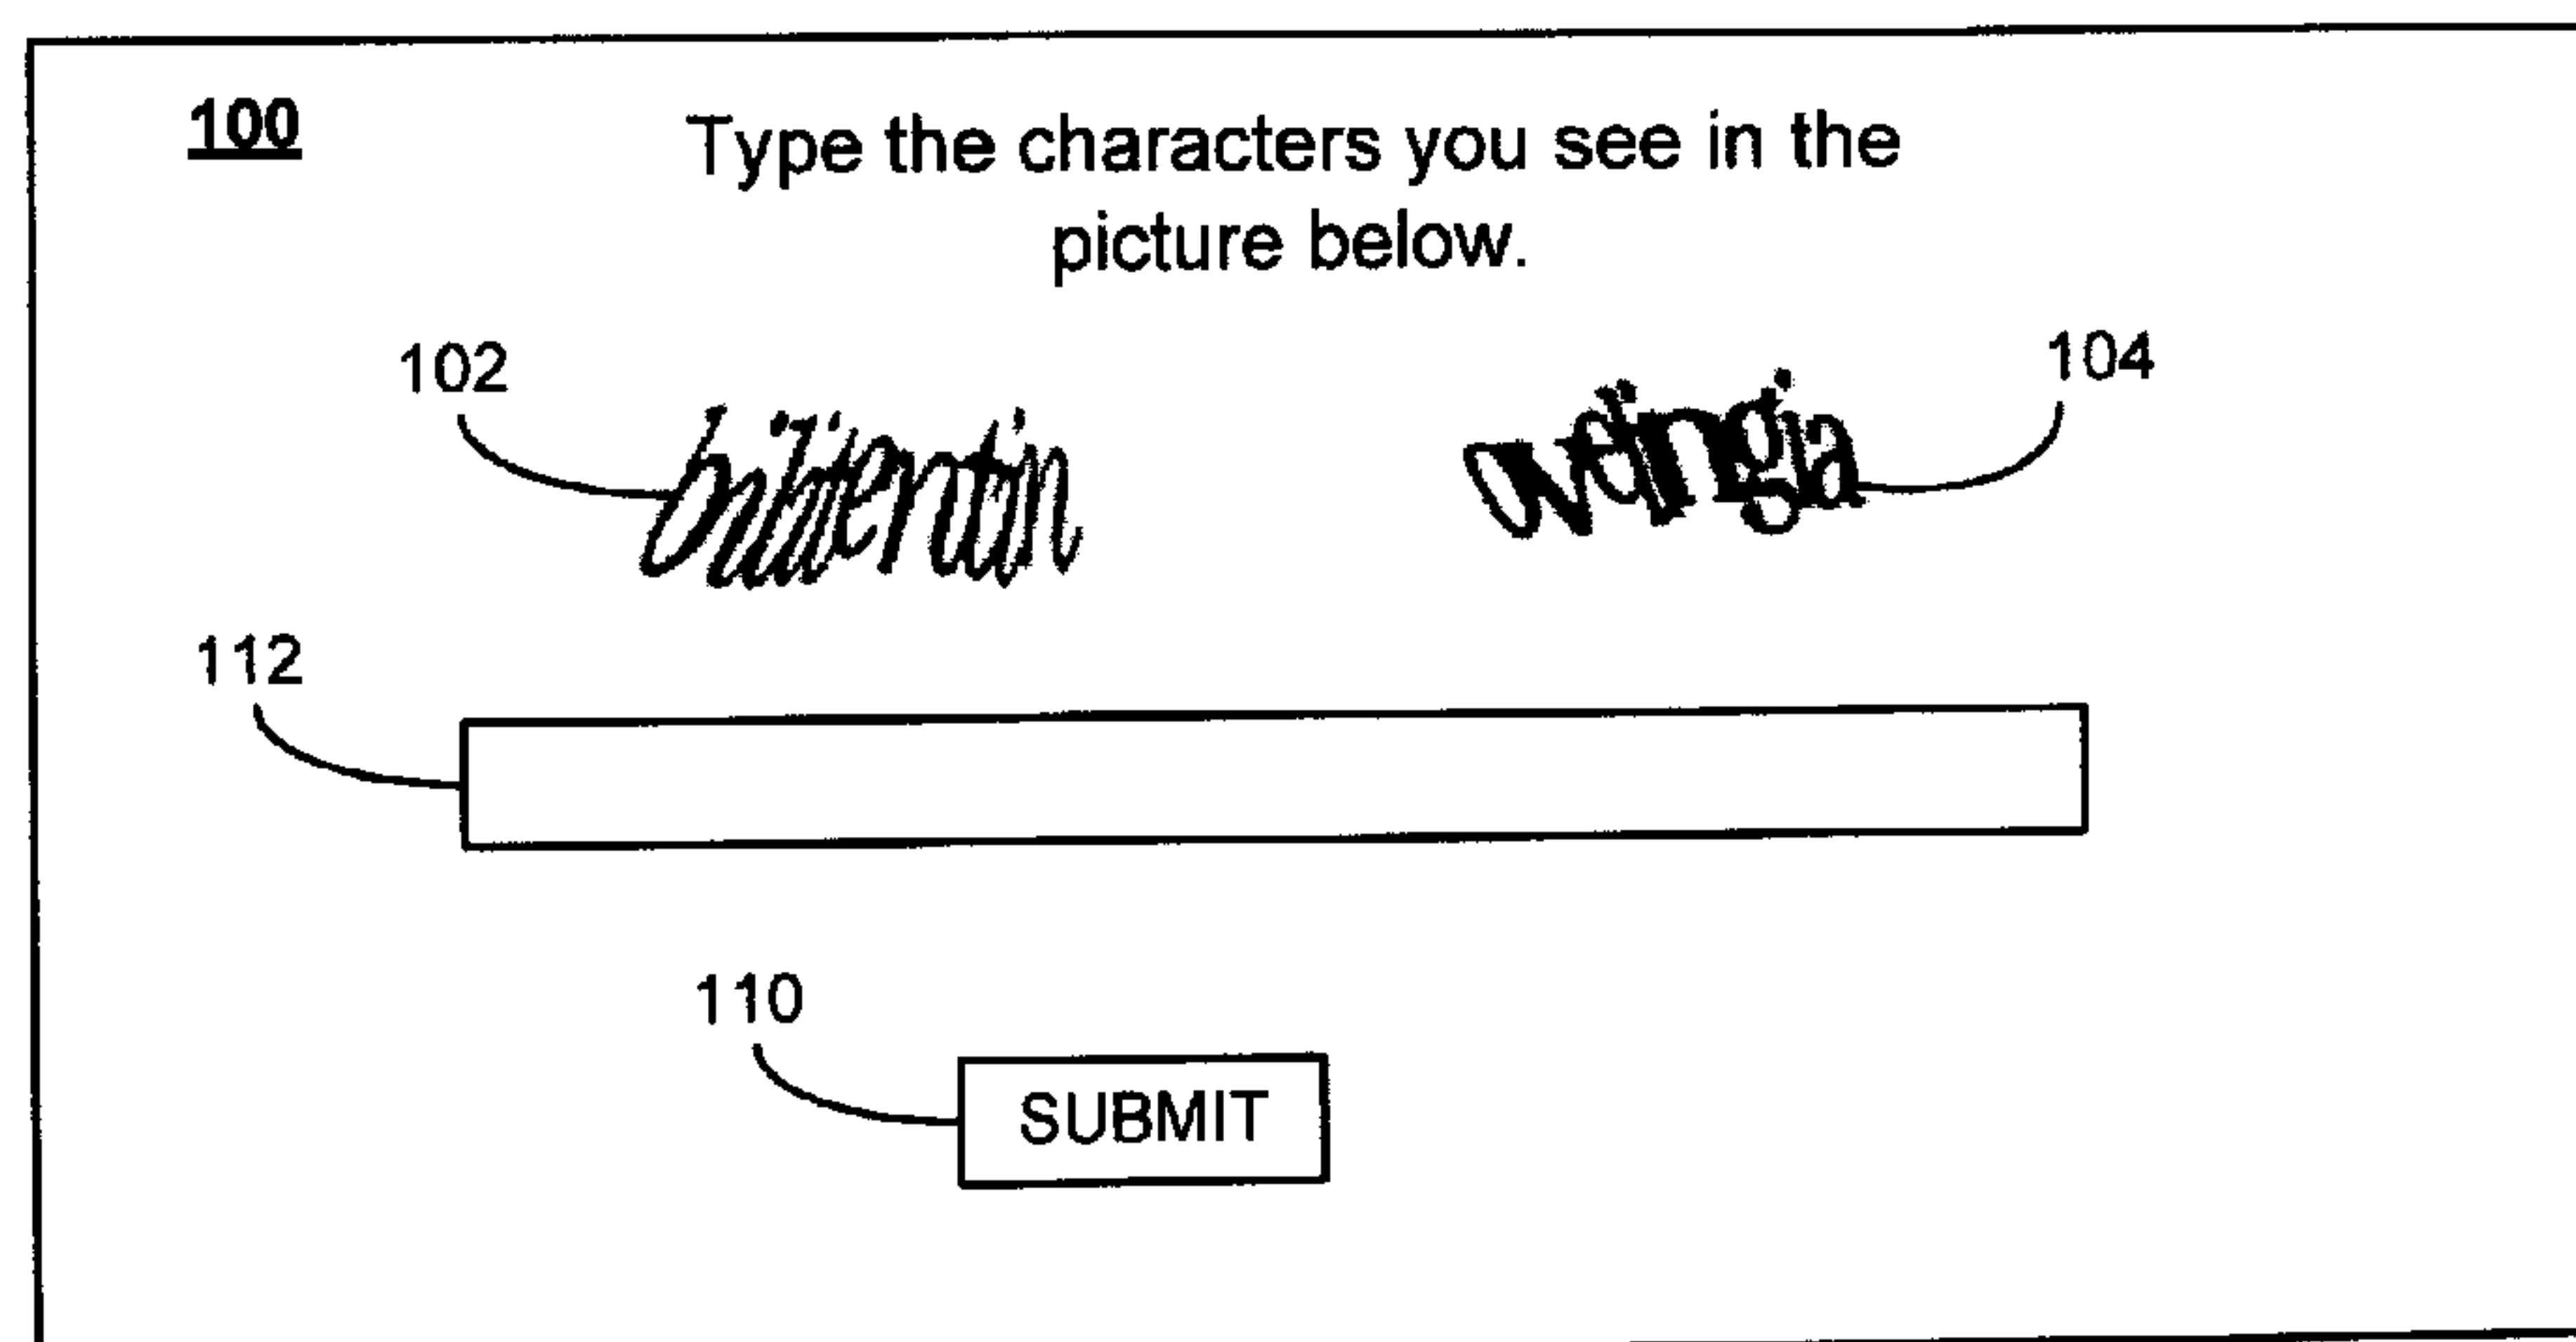 100
Type the characters you see in the
picture below.
102
104
112
110
SUBMIT